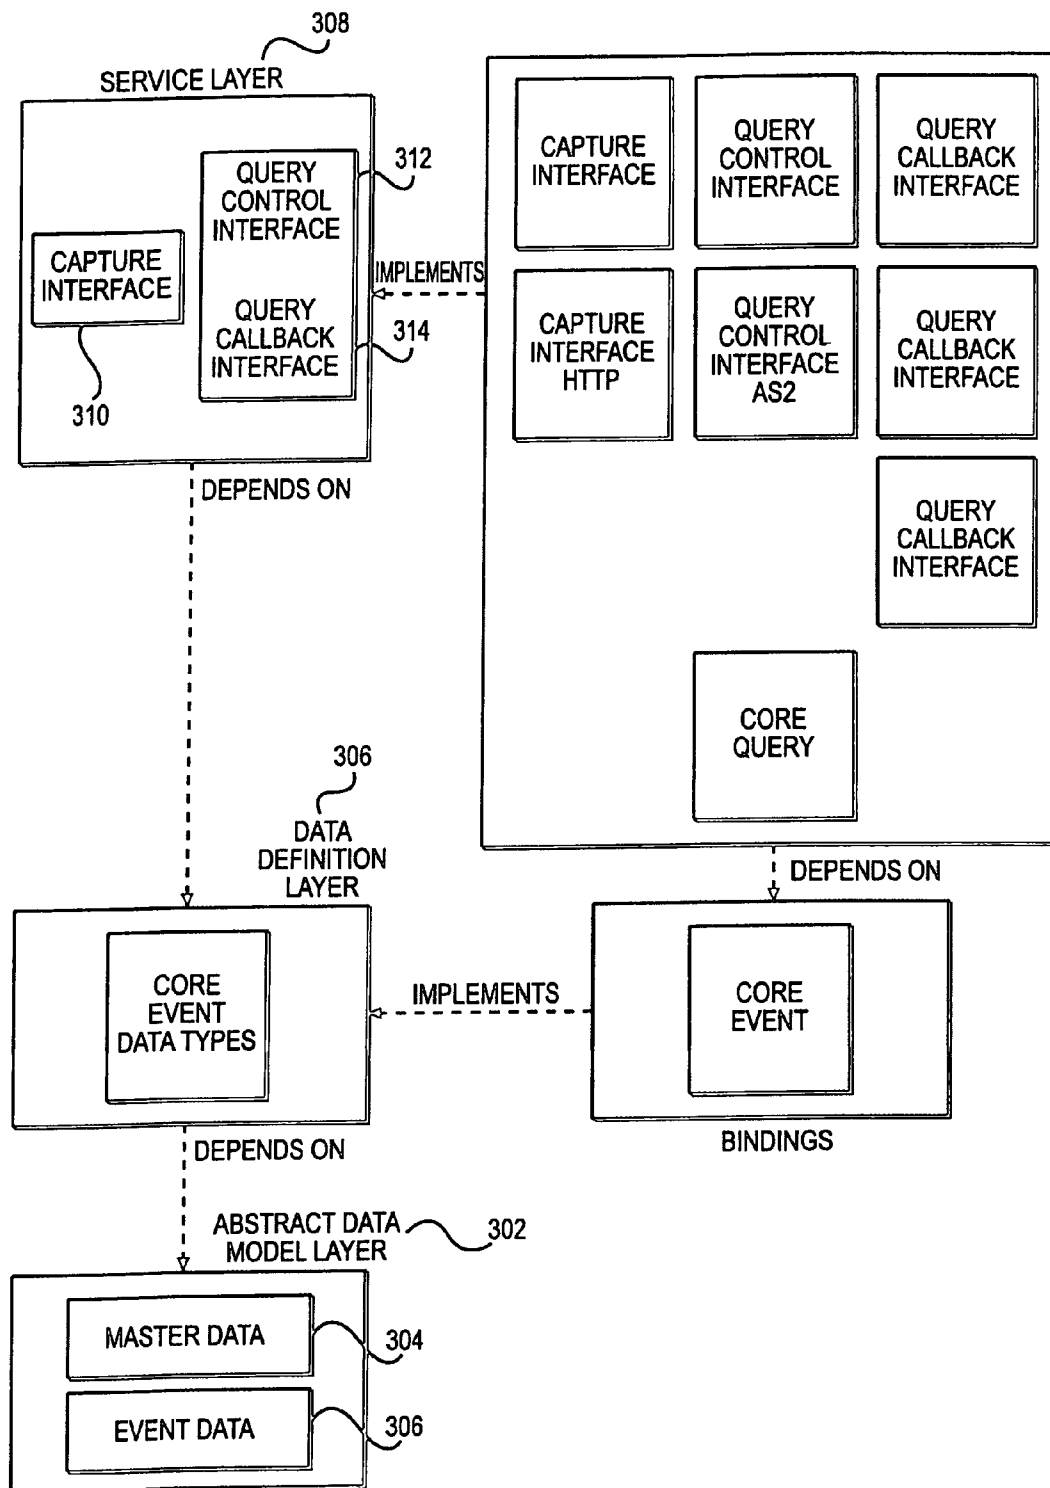 308
SERVICE LAYER
312
QUERY
CONTROL
INTERFACE
CAPTURE
INTERFACE
310
QUERY
CALLBACK
INTERFACE
314
IMPLEMENTS
CAPTURE
INTERFACE
QUERY
CONTROL
INTERFACE
QUERY
CALLBACK
INTERFACE
CAPTURE
INTERFACE
HTTP
QUERY
CONTROL
INTERFACE
AS2
QUERY
CALLBACK
INTERFACE
QUERY
CALLBACK
INTERFACE
CORE
QUERY
DEPENDS ON
306
DATA
DEFINITION
LAYER
DEPENDS ON
CORE
EVENT
DATA TYPES
IMPLEMENTS
CORE
EVENT
BINDINGS
DEPENDS ON
ABSTRACT DATA
MODEL LAYER
302
MASTER DATA
304
EVENT DATA
306